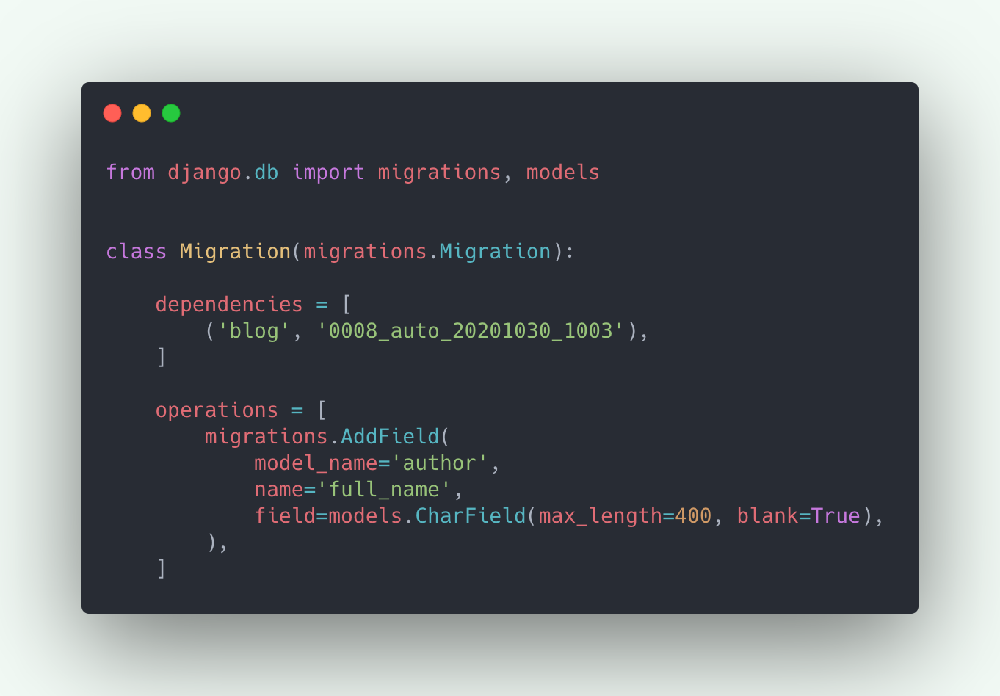 from django.db import migrations, models
class Migration(migrations.Migration):
    dependencies = [
        ('blog', '0008_auto_20201030_1003'),
    ]
    operations = [
        migrations.AddField(
            model_name='author',
            name='full_name',
            field=models.CharField(max_length=400, blank=True),
        ),
    ]